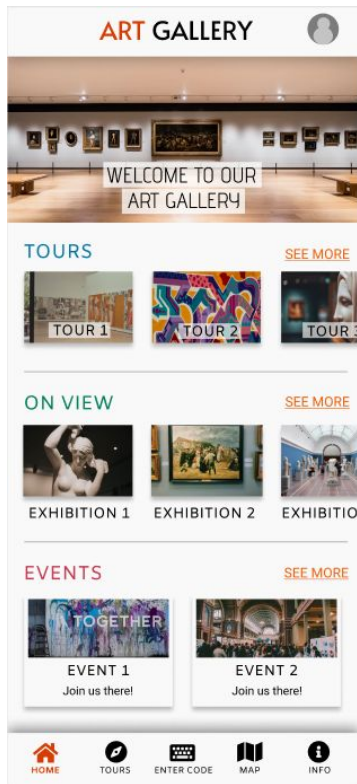 ART GALLERY
WELCOME TO OUR
ART GALLERY
TOURS
SEE MORE
TOUR 1
TOUR 2
TOUR 3
ON VIEW
SEE MORE
EXHIBITION 1
EXHIBITION 2
EXHIBITIO
EVENTS
SEE MORE
TOGETHER
EVENT 1
Join us there!
EVENT 2
Join us there!
HOME
TOURS
ENTER CODE
MAP
INFO